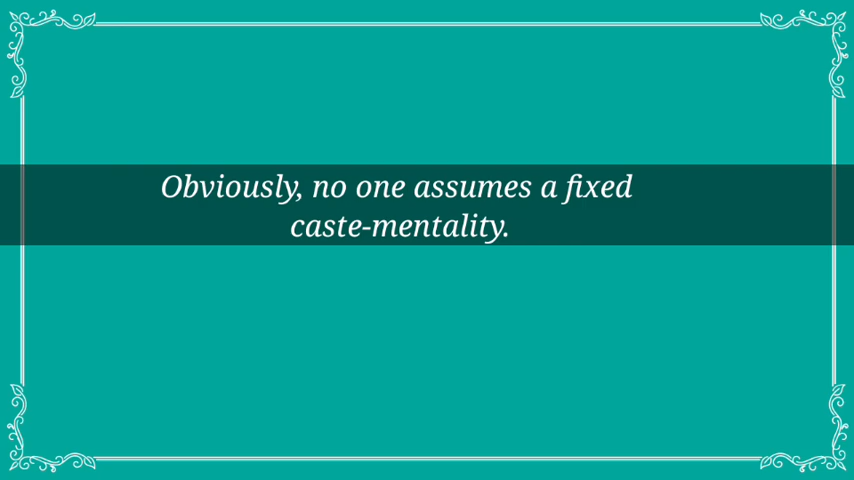 Obviously, no one assumes a fixed
caste-mentality.